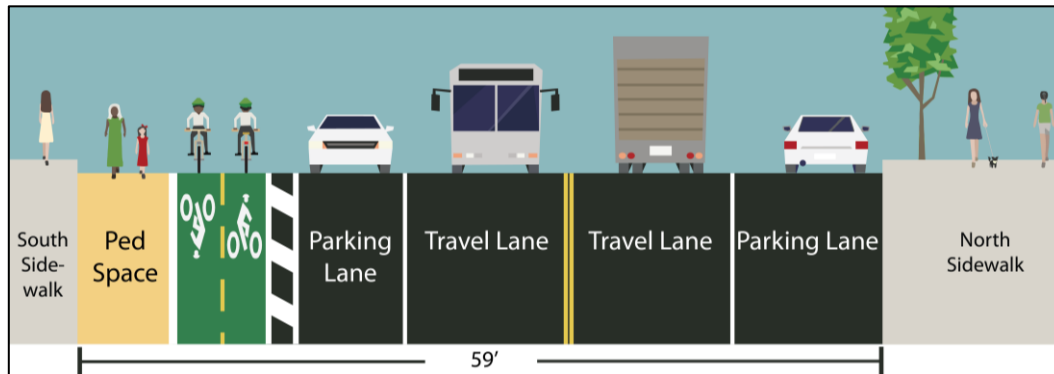 South
Side-
walk
Ped
Space
Parking
Lane
Travel Lane
Travel Lane
Parking Lane
North
Sidewalk
59'